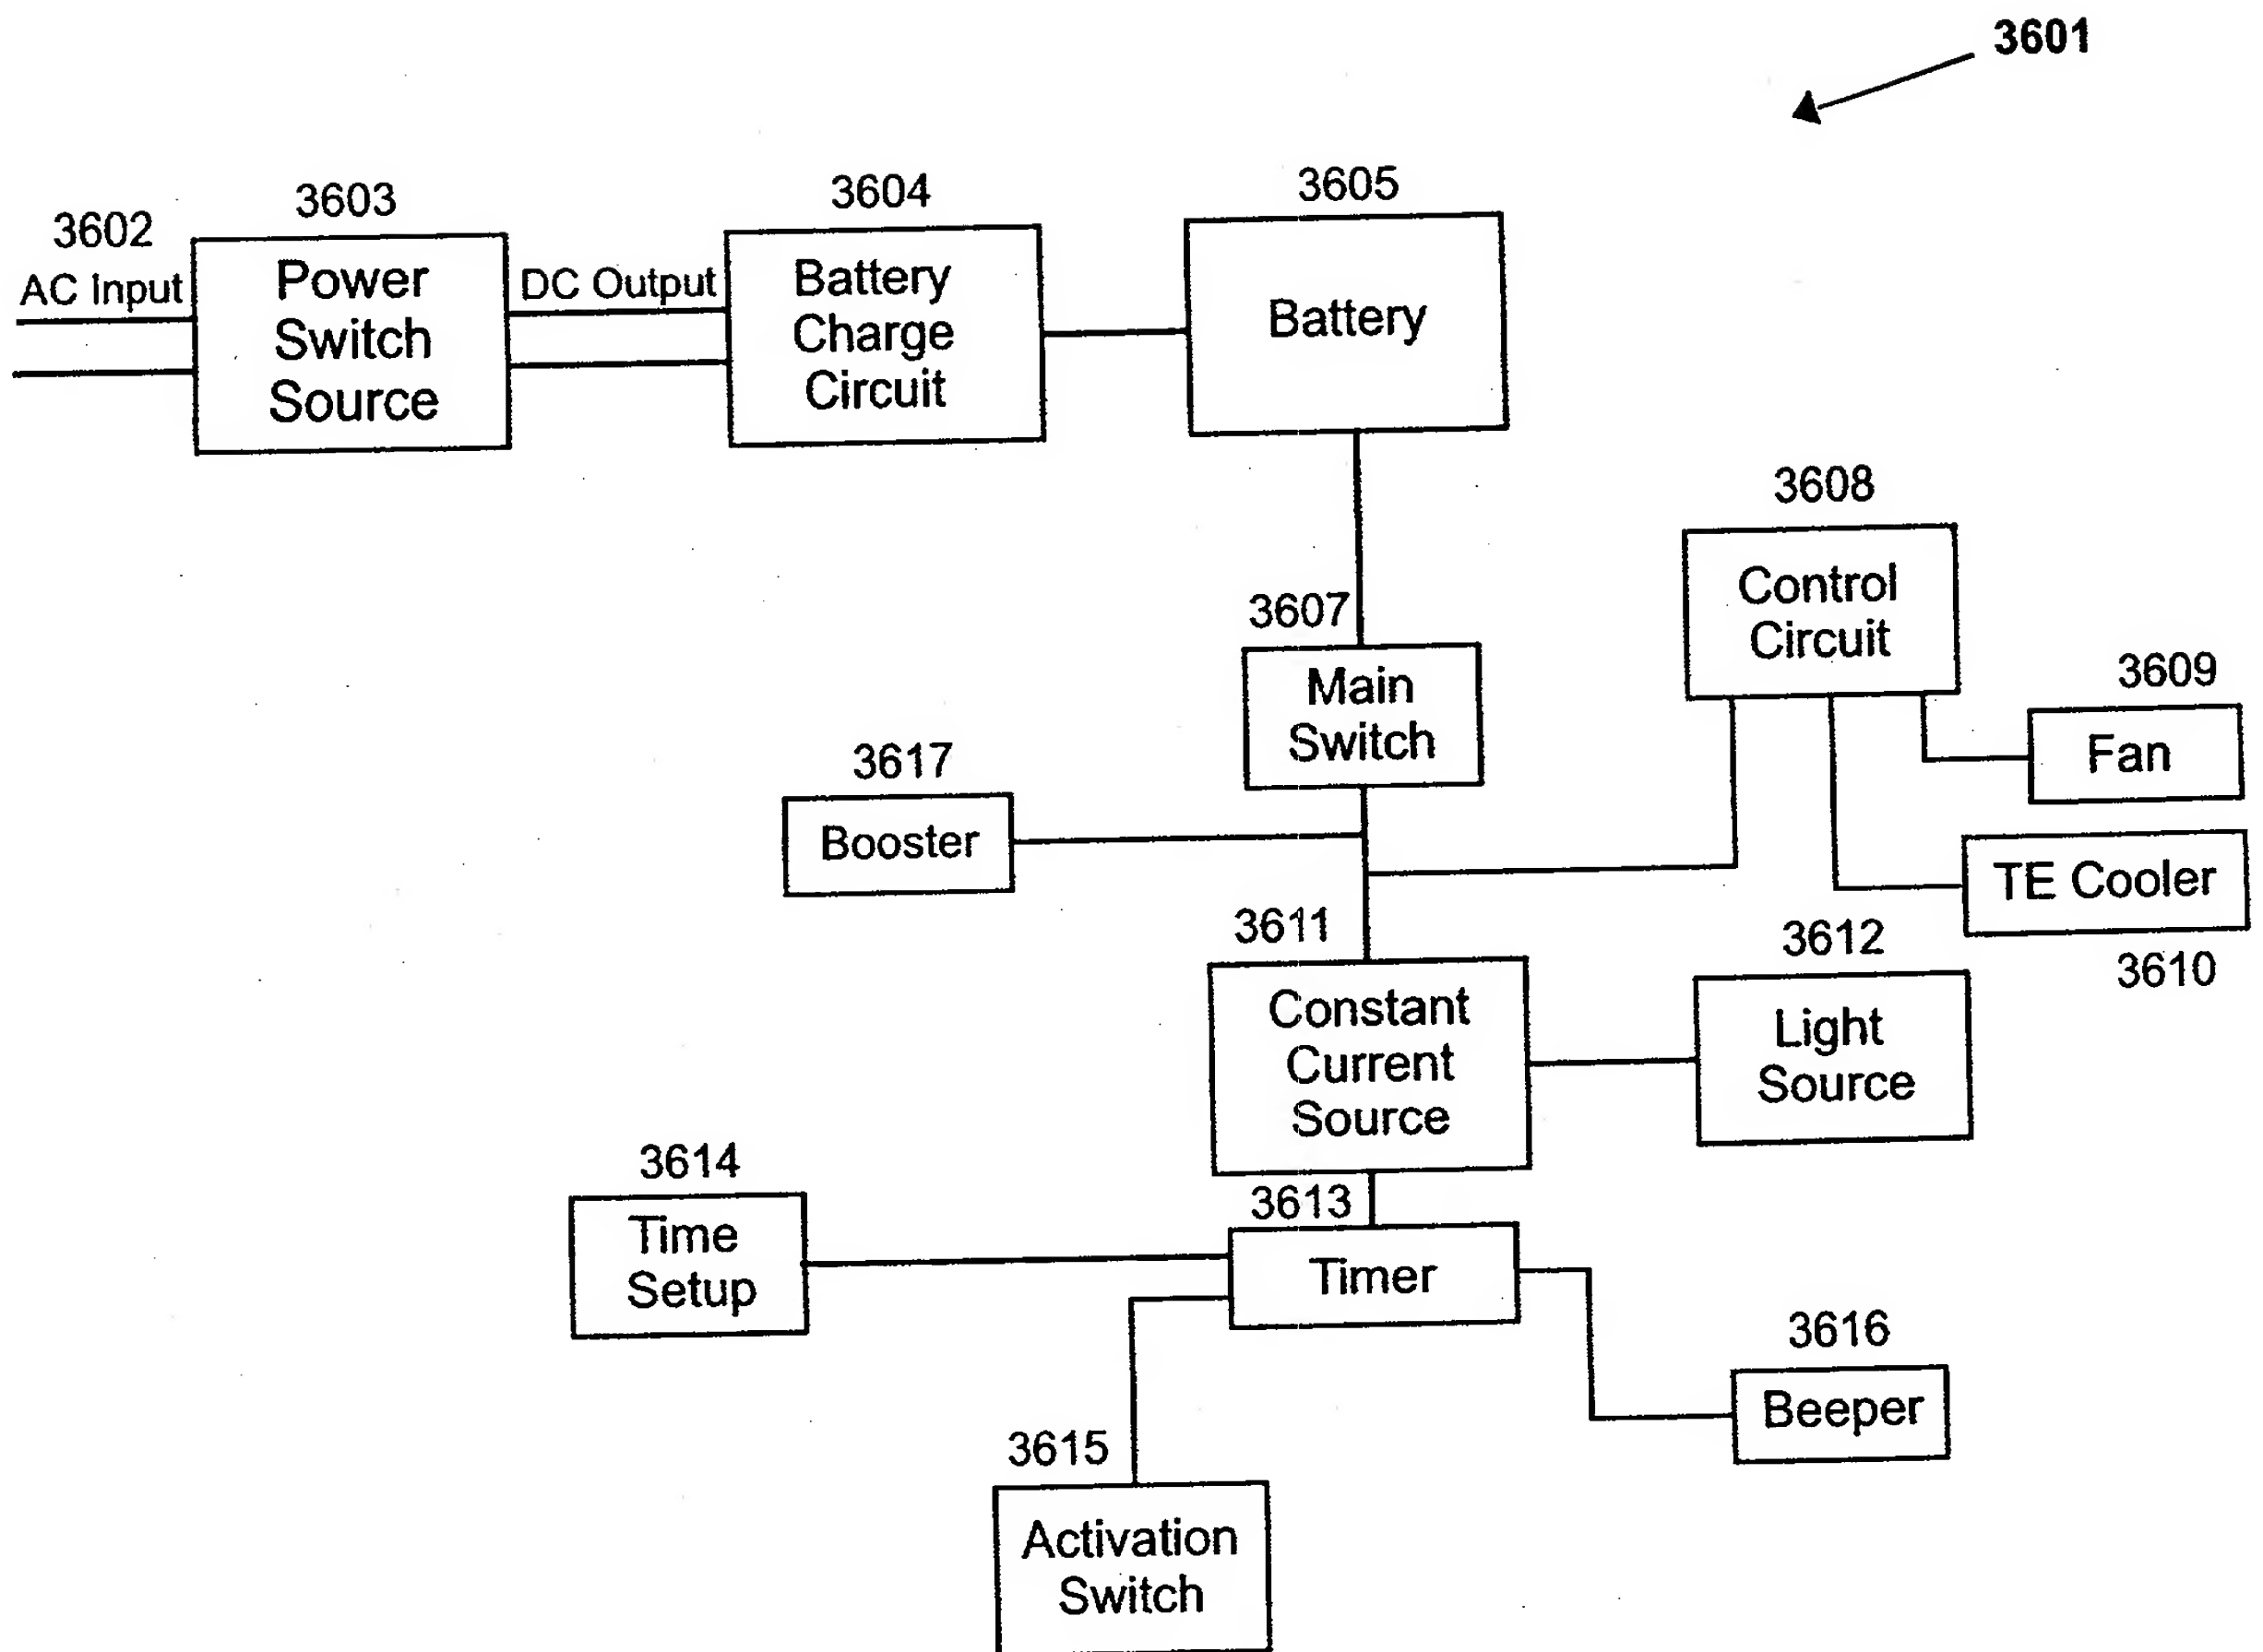 3601
3602
AC Input
3603
Power
Switch
Source
DC Output
3604
Battery
Charge
Circuit
3605
Battery
3607
Main
Switch
3608
Control
Circuit
3609
Fan
TE Cooler
3610
3617
Booster
3611
Constant
Current
Source
3612
Light
Source
3613
Timer
3614
Time
Setup
3615
Activation
Switch
3616
Beeper